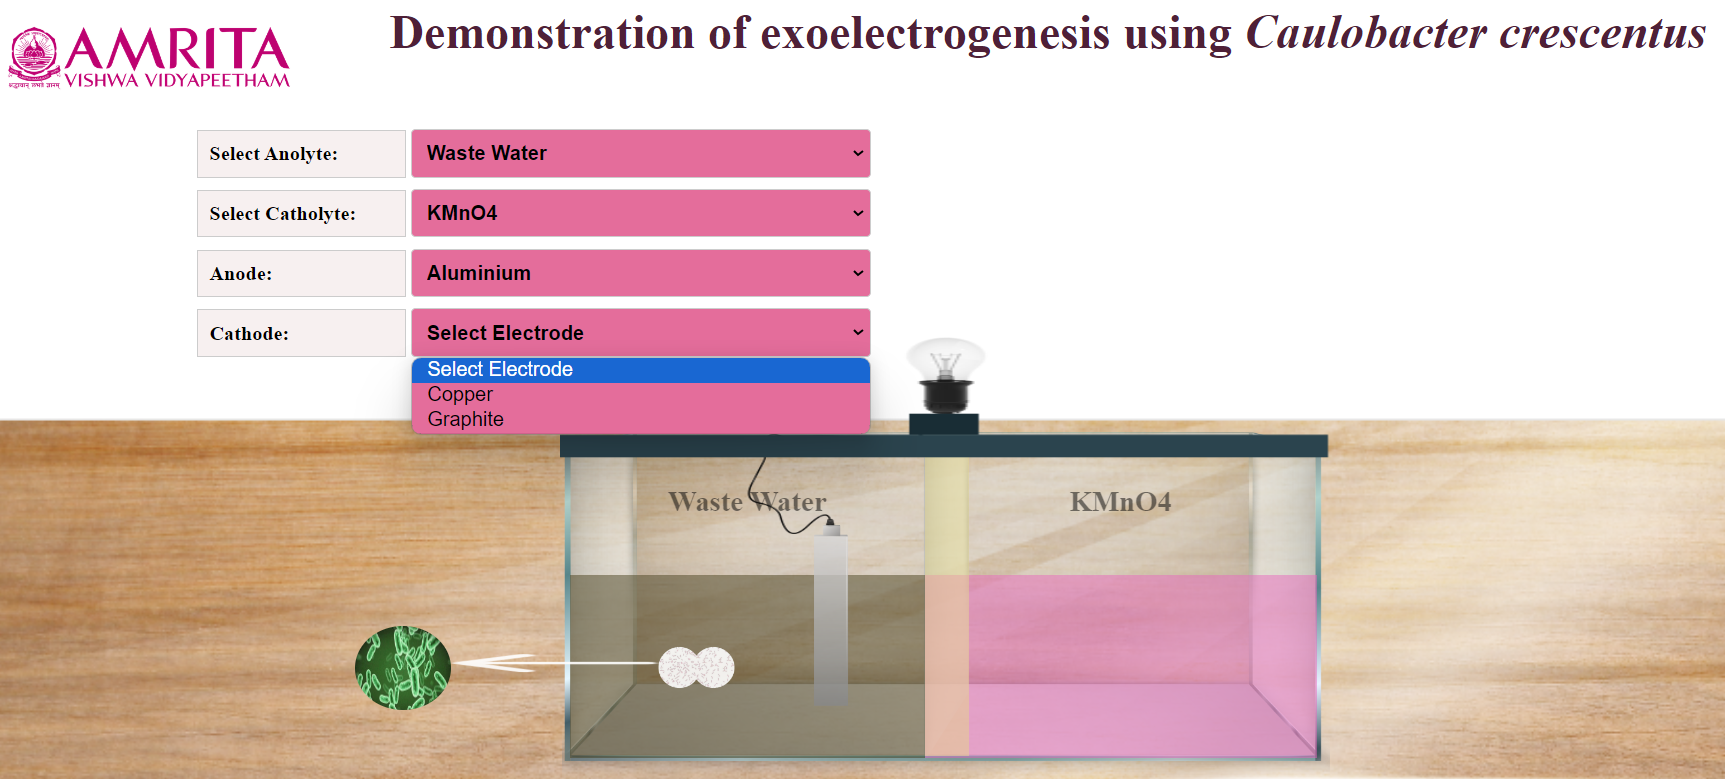 AMRITA
VISHWA VIDYAPEETHAM
Demonstration of exoelectrogenesis using Caulobacter crescentus
Select Anolyte:
Waste Water
Select Catholyte:
KMnO4
Anode:
Aluminium
Cathode:
Select Electrode
Select Electrode
Copper
Graphite
Waste Water
KMnO4